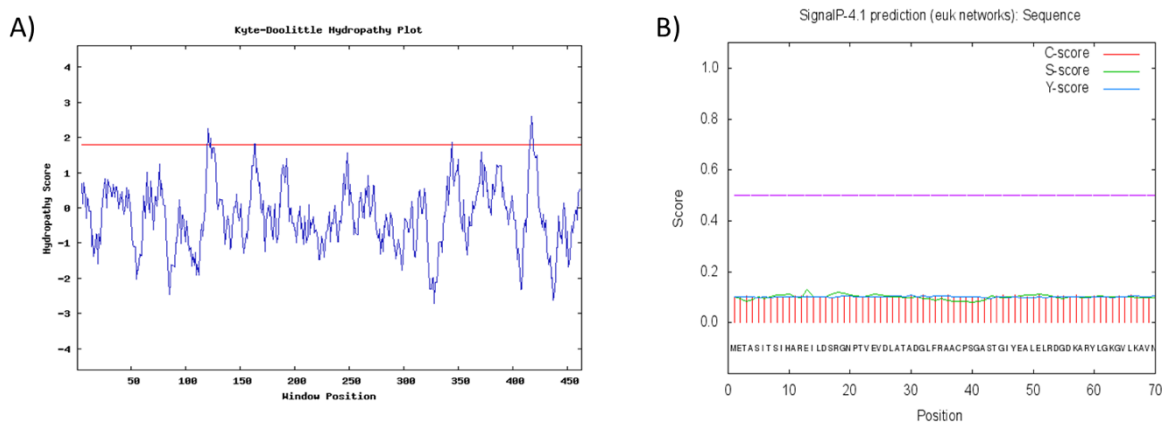 A)
Kyte-Doolittle Hydropathy Plot
Hydropathy Score
4
3
2
1
0
-1
-2
-3
-4
50 100 150 200 250 300 350 400 450
Window Position
B)
SignalP-4.1 prediction (euk networks): Sequence
C-score
S-score
Y-score
Score
1.0
0.8
0.6
0.4
0.2
0.0
METASITSIHAREILDSRGNPTVEVDLATADGLFRAACPSGASTGIYEALELRDGDKARYLGKGVLKAVN
0 10 20 30 40 50 60 70
Position